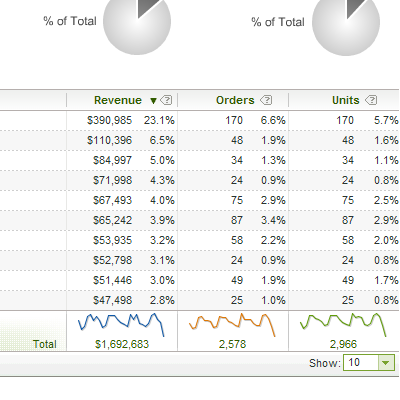 % of Total % of Total
Revenue ▼ ? Orders ? Units ?
$390,985 23.1% 170 6.6% 170 5.7%
$110,396 6.5% 48 1.9% 48 1.6%
$84,997 5.0% 34 1.3% 34 1.1%
$71,998 4.3% 24 0.9% 24 0.8%
$67,493 4.0% 75 2.9% 75 2.5%
$65,242 3.9% 87 3.4% 87 2.9%
$53,935 3.2% 58 2.2% 58 2.0%
$52,798 3.1% 24 0.9% 24 0.8%
$51,446 3.0% 49 1.9% 49 1.7%
$47,498 2.8% 25 1.0% 25 0.8%
Total $1,692,683 2,578 2,966
Show: 10